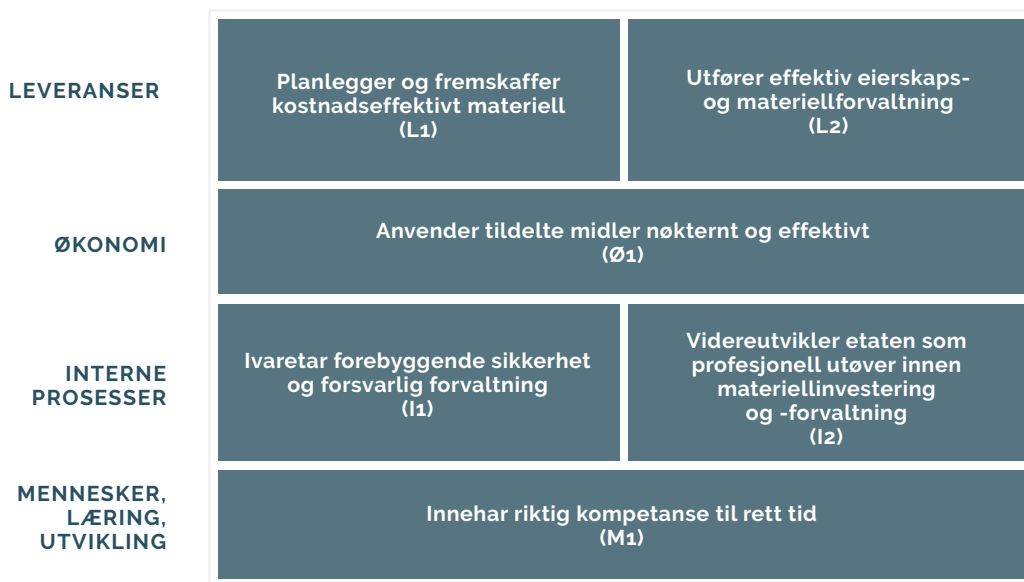 LEVERANSER
Planlegger og fremskaffer
kostnadseffektivt materiell
(L1)
Utfører effektiv eierskaps-
og materiellforvaltning
(L2)
ØKONOMI
Anvender tildelte midler nøkternt og effektivt
(Ø1)
INTERNE
PROSESSER
Ivaretar forebyggende sikkerhet
og forsvarlig forvaltning
(I1)
Videreutvikler etaten som
profesjonell utøver innen
materiellinvestering
og -forvaltning
(I2)
MENNESKER,
LÆRING,
UTVIKLING
Innehar riktig kompetanse til rett tid
(M1)